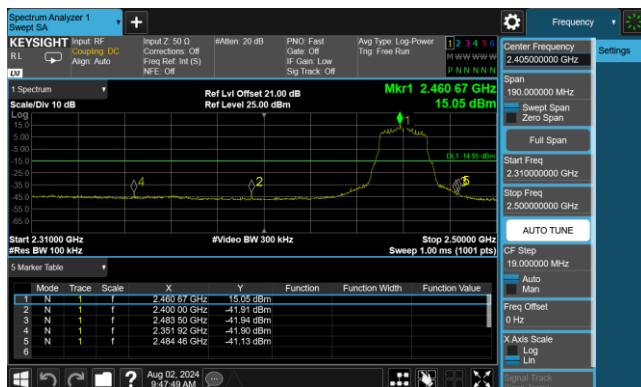 Spectrum Analyzer 1
Swept SA
Frequency
KEYSIGHT
RL
LXI
Input: RF
Coupling: DC
Align: Auto
Input Z: 50 Ω
Corrections: Off
Freq Ref: Int (S)
NFE: Off
#Atten: 20 dB
PNO: Fast
Gate: Off
IF Gain: Low
Sig Track: Off
Avg Type: Log-Power
Trig: Free Run
1 2 3 4 5 6
M W W W W W
P N N N N N
1 Spectrum
Scale/Div 10 dB
Log
Ref Lvl Offset 21.00 dB
Ref Level 25.00 dBm
Mkr1 2.460 67 GHz
15.05 dBm
15.0
5.00
-5.00
-15.0
-25.0
-35.0
-45.0
-55.0
-65.0
1
DL1 -14.95 dBm
4
2
5
Start 2.31000 GHz
#Res BW 100 kHz
#Video BW 300 kHz
Stop 2.50000 GHz
Sweep 1.00 ms (1001 pts)
5 Marker Table
Mode Trace Scale X Y Function Function Width Function Value
1 N 1 f 2.460 67 GHz 15.05 dBm
2 N 1 f 2.400 00 GHz -41.91 dBm
3 N 1 f 2.483 50 GHz -41.94 dBm
4 N 1 f 2.351 92 GHz -41.90 dBm
5 N 1 f 2.484 46 GHz -41.13 dBm
6
Aug 02, 2024
9:47:49 AM
Center Frequency
2.405000000 GHz
Settings
Span
190.000000 MHz
Swept Span
Zero Span
Full Span
Start Freq
2.310000000 GHz
Stop Freq
2.500000000 GHz
AUTO TUNE
CF Step
19.000000 MHz
Auto
Man
Freq Offset
0 Hz
X Axis Scale
Log
Lin
Signal Track